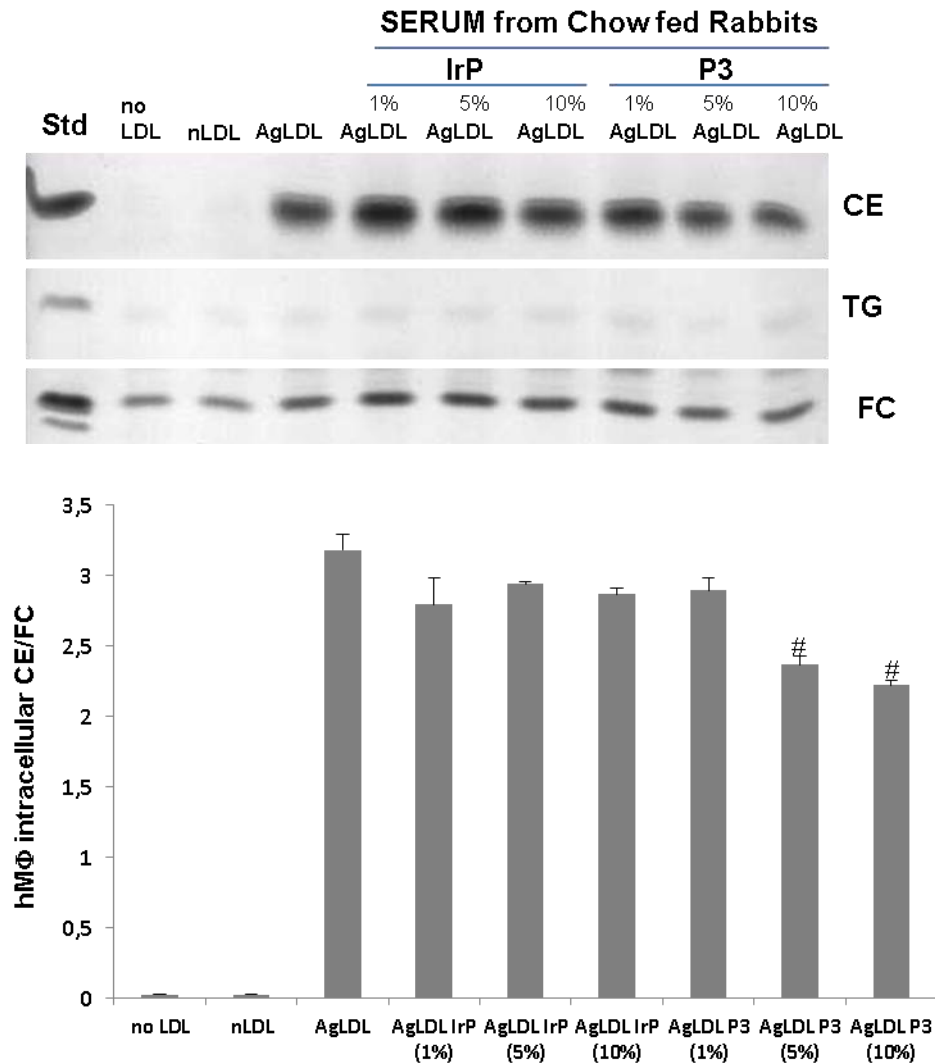 SERUM from Chow fed Rabbits
IrP P3
1% 5% 10% 1% 5% 10%
Std no LDL nLDL AgLDL AgLDL AgLDL AgLDL AgLDL AgLDL AgLDL
CE
TG
FC
hMΦ intracellular CE/FC
3,5
3
2,5
2
1,5
1
0,5
0
# #
no LDL nLDL AgLDL AgLDL IrP AgLDL IrP AgLDL IrP AgLDL P3 AgLDL P3 AgLDL P3
(1%) (5%) (10%) (1%) (5%) (10%)